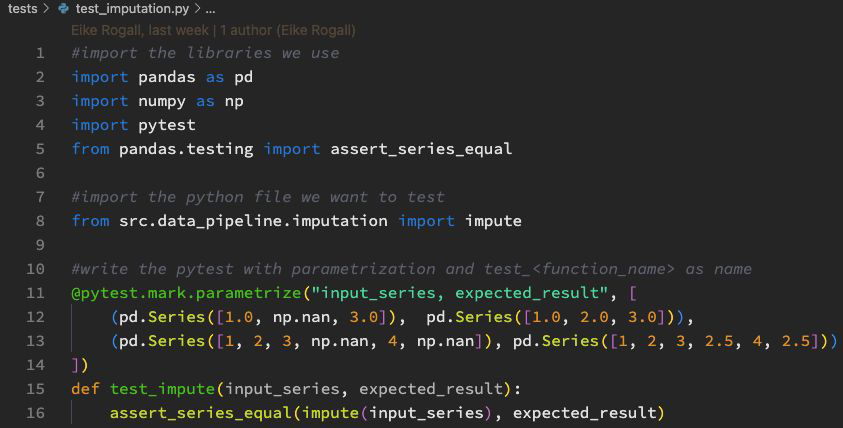 tests > test_imputation.py > ...
Eike Rogall, last week | 1 author (Eike Rogall)
1 #import the libraries we use
2 import pandas as pd
3 import numpy as np
4 import pytest
5 from pandas.testing import assert_series_equal
6
7 #import the python file we want to test
8 from src.data_pipeline.imputation import impute
9
10 #write the pytest with parametrization and test_<function_name> as name
11 @pytest.mark.parametrize("input_series, expected_result", [
12     (pd.Series([1.0, np.nan, 3.0]),  pd.Series([1.0, 2.0, 3.0])),
13     (pd.Series([1, 2, 3, np.nan, 4, np.nan]), pd.Series([1, 2, 3, 2.5, 4, 2.5]))
14 ])
15 def test_impute(input_series, expected_result):
16     assert_series_equal(impute(input_series), expected_result)